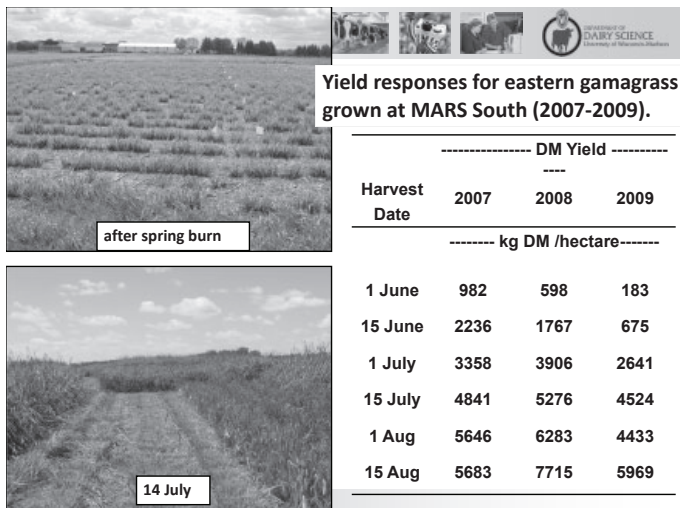 DEPARTMENT OF
DAIRY SCIENCE
University of Wisconsin-Madison
Yield responses for eastern gamagrass
grown at MARS South (2007-2009).
---------------- DM Yield ----------
----
Harvest
Date 2007 2008 2009
-------- kg DM /hectare-------
1 June 982 598 183
15 June 2236 1767 675
1 July 3358 3906 2641
15 July 4841 5276 4524
1 Aug 5646 6283 4433
15 Aug 5683 7715 5969
after spring burn
14 July